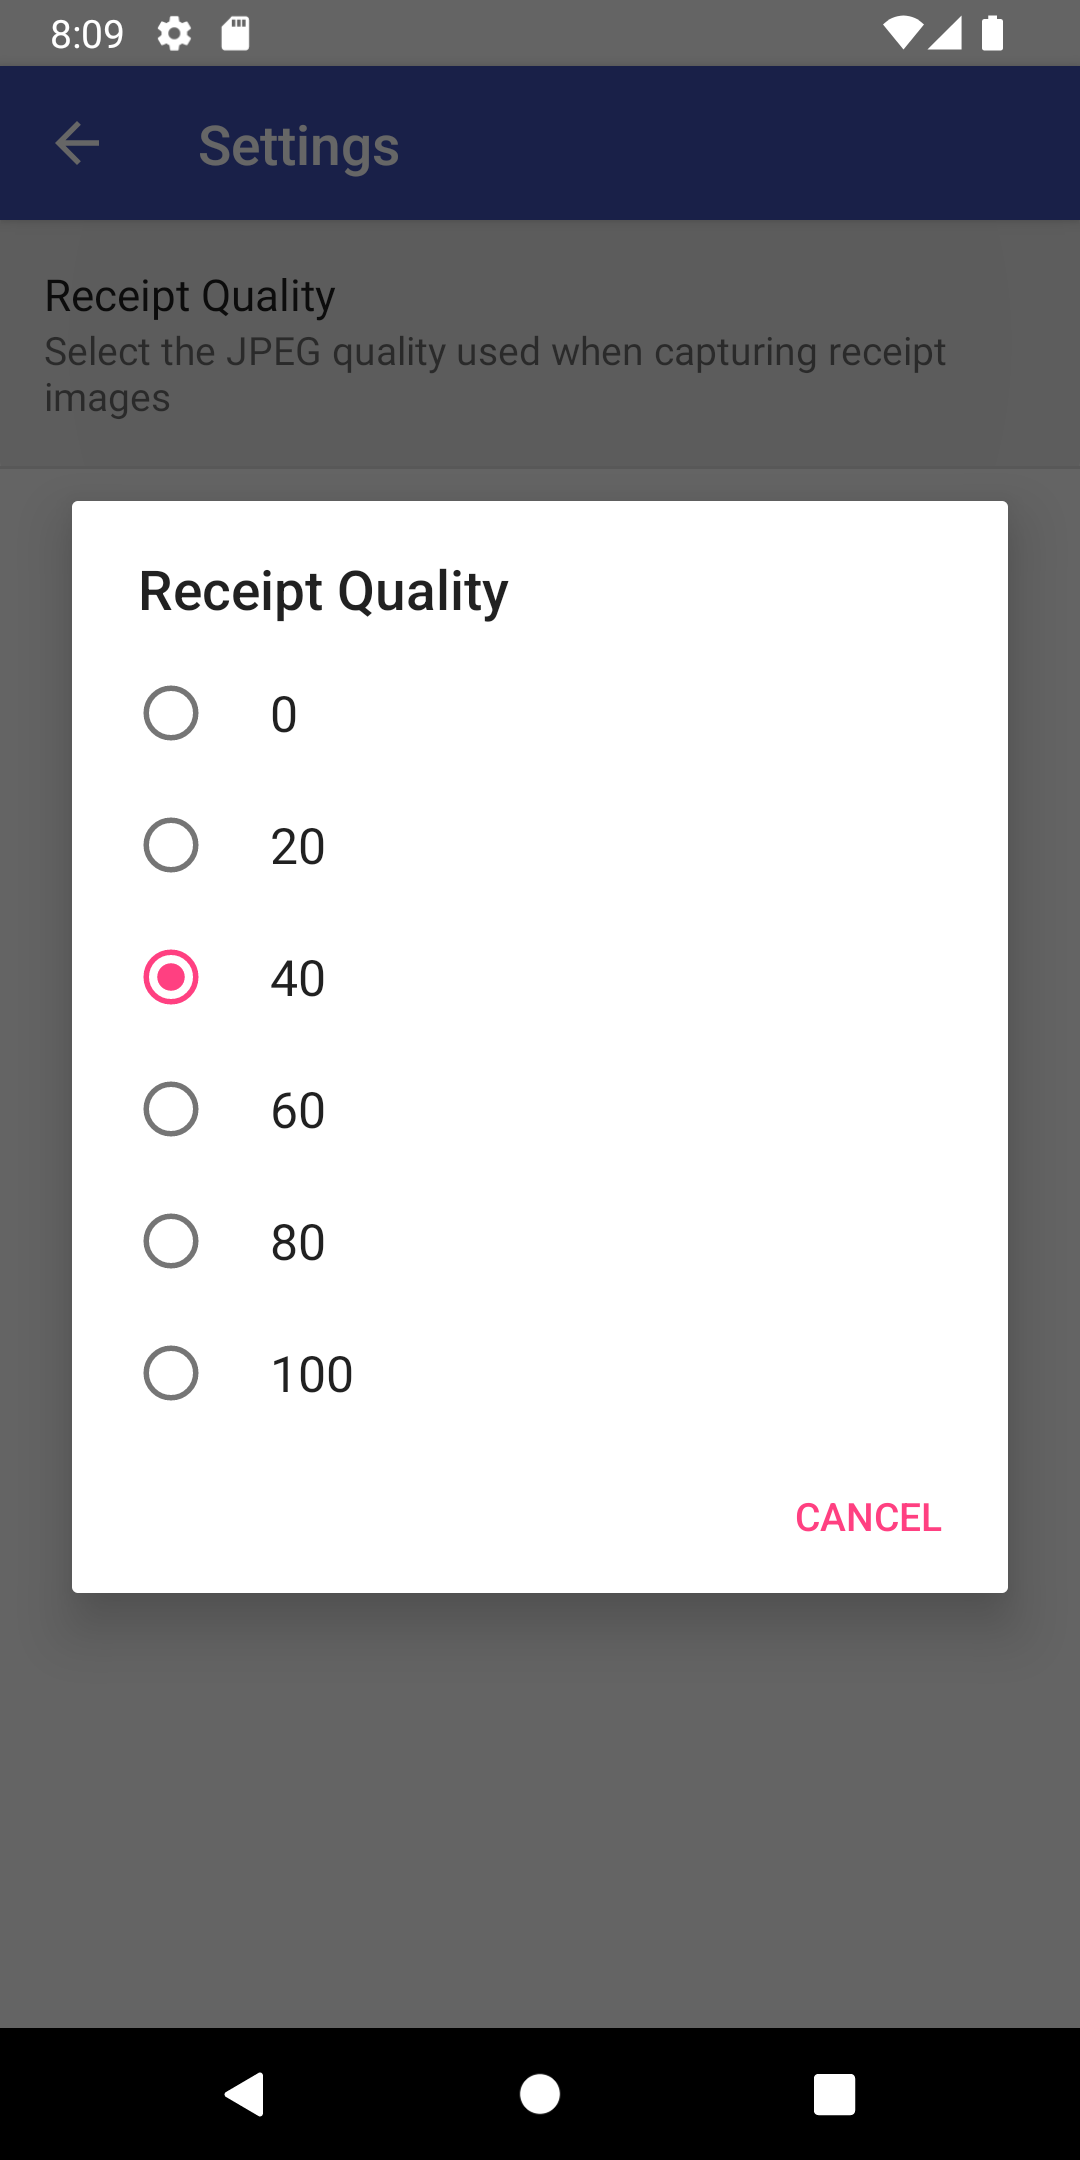 8:09
Settings
Receipt Quality
Select the JPEG quality used when capturing receipt
images
Receipt Quality
0
20
40
60
80
100
CANCEL